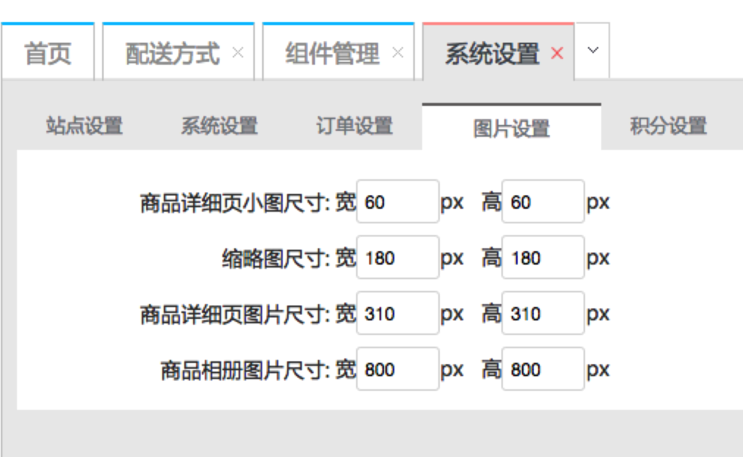 首页 配送方式 × 组件管理 × 系统设置 ×
站点设置 系统设置 订单设置 图片设置 积分设置
商品详细页小图尺寸: 宽 60 px 高 60 px
缩略图尺寸: 宽 180 px 高 180 px
商品详细页图片尺寸: 宽 310 px 高 310 px
商品相册图片尺寸: 宽 800 px 高 800 px